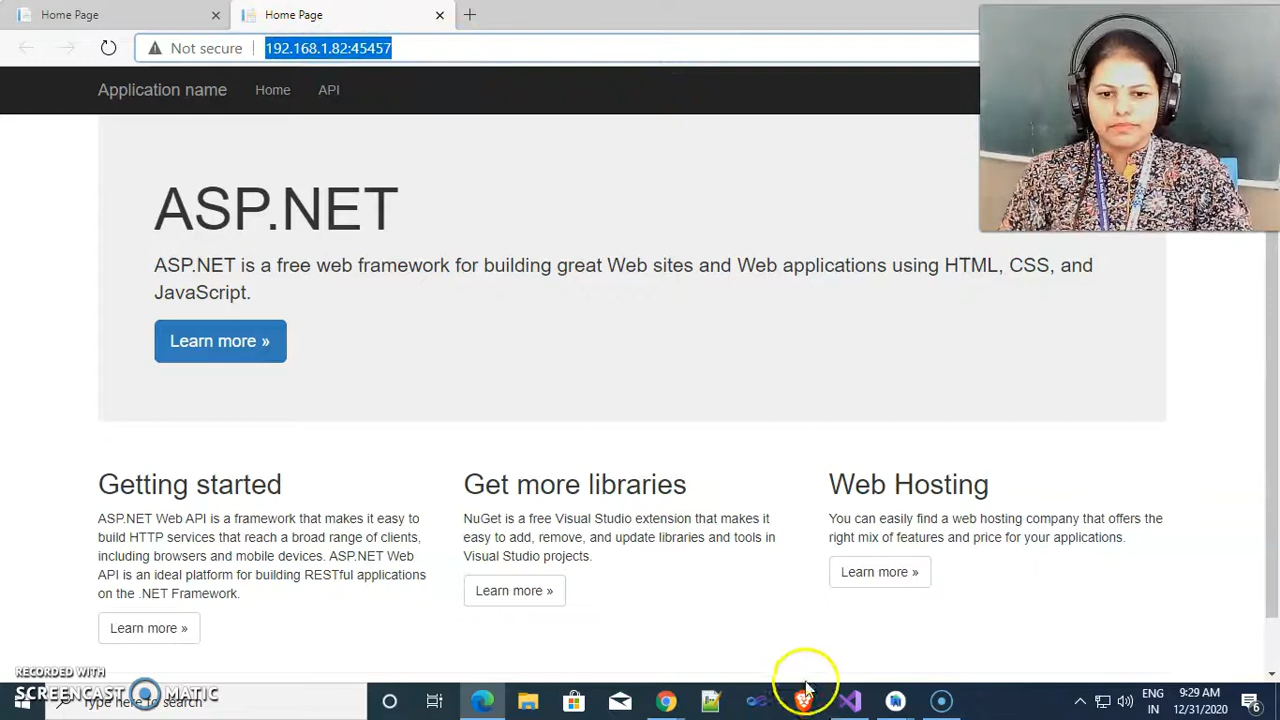 Home Page
Home Page
Not secure
192.168.1.82:45457
Application name
Home
API
ASP.NET
ASP.NET is a free web framework for building great Web sites and Web applications using HTML, CSS, and
JavaScript.
Learn more »
Getting started
ASP.NET Web API is a framework that makes it easy to
build HTTP services that reach a broad range of clients,
including browsers and mobile devices. ASP.NET Web
API is an ideal platform for building RESTful applications
on the .NET Framework.
Learn more »
Get more libraries
NuGet is a free Visual Studio extension that makes it
easy to add, remove, and update libraries and tools in
Visual Studio projects.
Learn more »
Web Hosting
You can easily find a web hosting company that offers the
right mix of features and price for your applications.
Learn more »
RECORDED WITH
SCREENCAST MATIC
Type here to search
ENG
IN
9:29 AM
12/31/2020
6